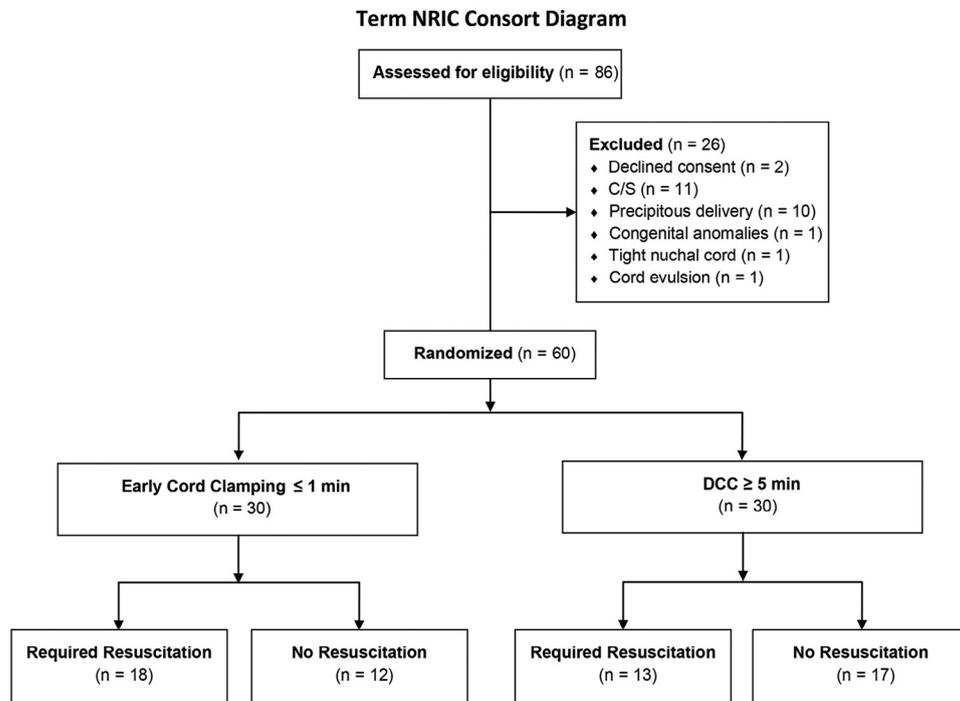 Term NRIC Consort Diagram
Assessed for eligibility (n = 86)
Excluded (n = 26)
♦ Declined consent (n = 2)
♦ C/S (n = 11)
♦ Precipitous delivery (n = 10)
♦ Congenital anomalies (n = 1)
♦ Tight nuchal cord (n = 1)
♦ Cord evulsion (n = 1)
Randomized (n = 60)
Early Cord Clamping ≤ 1 min
(n = 30)
DCC ≥ 5 min
(n = 30)
Required Resuscitation
(n = 18)
No Resuscitation
(n = 12)
Required Resuscitation
(n = 13)
No Resuscitation
(n = 17)